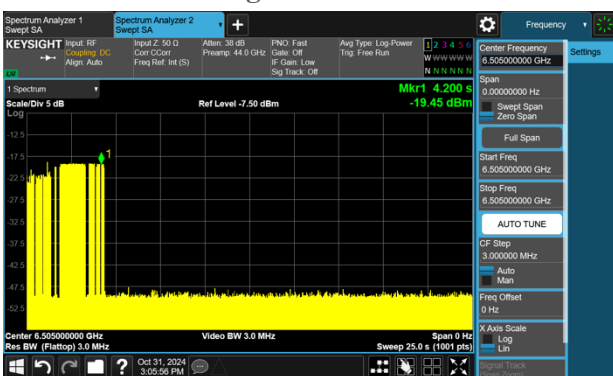 Spectrum Analyzer 1
Swept SA
Spectrum Analyzer 2
Swept SA
Frequency
KEYSIGHT
Input: RF
Coupling: DC
Align: Auto
Input Z: 50 Ω
Corr CCorr
Freq Ref: Int (S)
Atten: 38 dB
Preamp: 44.0 GHz
PNO: Fast
Gate: Off
IF Gain: Low
Sig Track: Off
Avg Type: Log-Power
Trig: Free Run
1 2 3 4 5 6
W W W W W W
N N N N N N
1 Spectrum
Scale/Div 5 dB
Log
Ref Level -7.50 dBm
Mkr1 4.200 s
-19.45 dBm
1
-12.5
-17.5
-22.5
-27.5
-32.5
-37.5
-42.5
-47.5
-52.5
Center 6.505000 GHz
Res BW (Flattop) 3.0 MHz
Video BW 3.0 MHz
Span 0 Hz
Sweep 25.0 s (1001 pts)
Center Frequency
6.505000000 GHz
Settings
Span
0.00000000 Hz
Swept Span
Zero Span
Full Span
Start Freq
6.505000000 GHz
Stop Freq
6.505000000 GHz
AUTO TUNE
CF Step
3.000000 MHz
Auto
Man
Freq Offset
0 Hz
X Axis Scale
Log
Lin
Signal Track
(Span Zoom)
Oct 31, 2024
3:05:56 PM